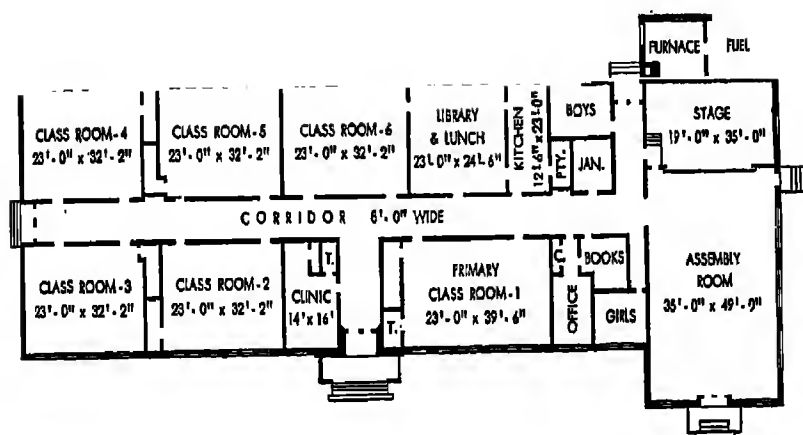 FURNACE
FUEL
CLASS ROOM-4
23'-0" x 32'-2"
CLASS ROOM-5
23'-0" x 32'-2"
CLASS ROOM-6
23'-0" x 32'-2"
LIBRARY
& LUNCH
23'-0" x 24'-6"
KITCHEN
12'-6" x 23'-0"
BOYS
PTY.
JAN.
STAGE
19'-0" x 35'-0"
CORRIDOR 8'-0" WIDE
CLASS ROOM-3
23'-0" x 32'-2"
CLASS ROOM-2
23'-0" x 32'-2"
T.
CLINIC
14' x 16'
T.
PRIMARY
CLASS ROOM-1
23'-0" x 39'-6"
C.
OFFICE
BOOKS
GIRLS
ASSEMBLY
ROOM
35'-0" x 49'-0"